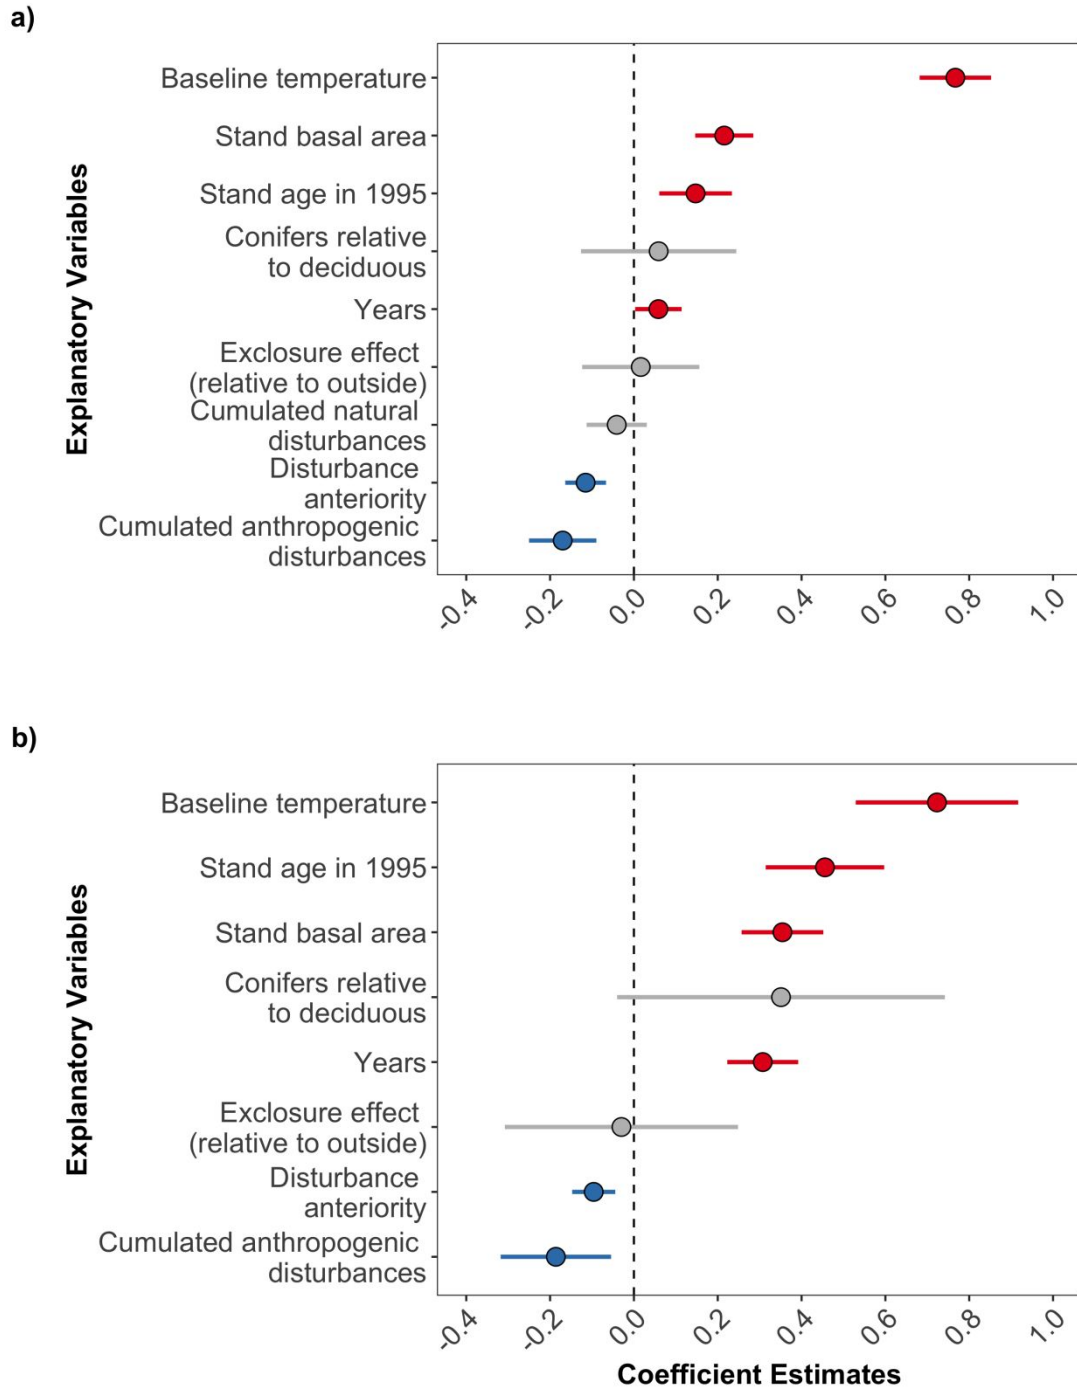 a)
Explanatory Variables
Baseline temperature
Stand basal area
Stand age in 1995
Conifers relative
to deciduous
Years
Exclosure effect
(relative to outside)
Cumulated natural
disturbances
Disturbance
anteriority
Cumulated anthropogenic
disturbances
-0.4 -0.2 0.0 0.2 0.4 0.6 0.8 1.0
b)
Explanatory Variables
Baseline temperature
Stand age in 1995
Stand basal area
Conifers relative
to deciduous
Years
Exclosure effect
(relative to outside)
Disturbance
anteriority
Cumulated anthropogenic
disturbances
-0.4 -0.2 0.0 0.2 0.4 0.6 0.8 1.0
Coefficient Estimates